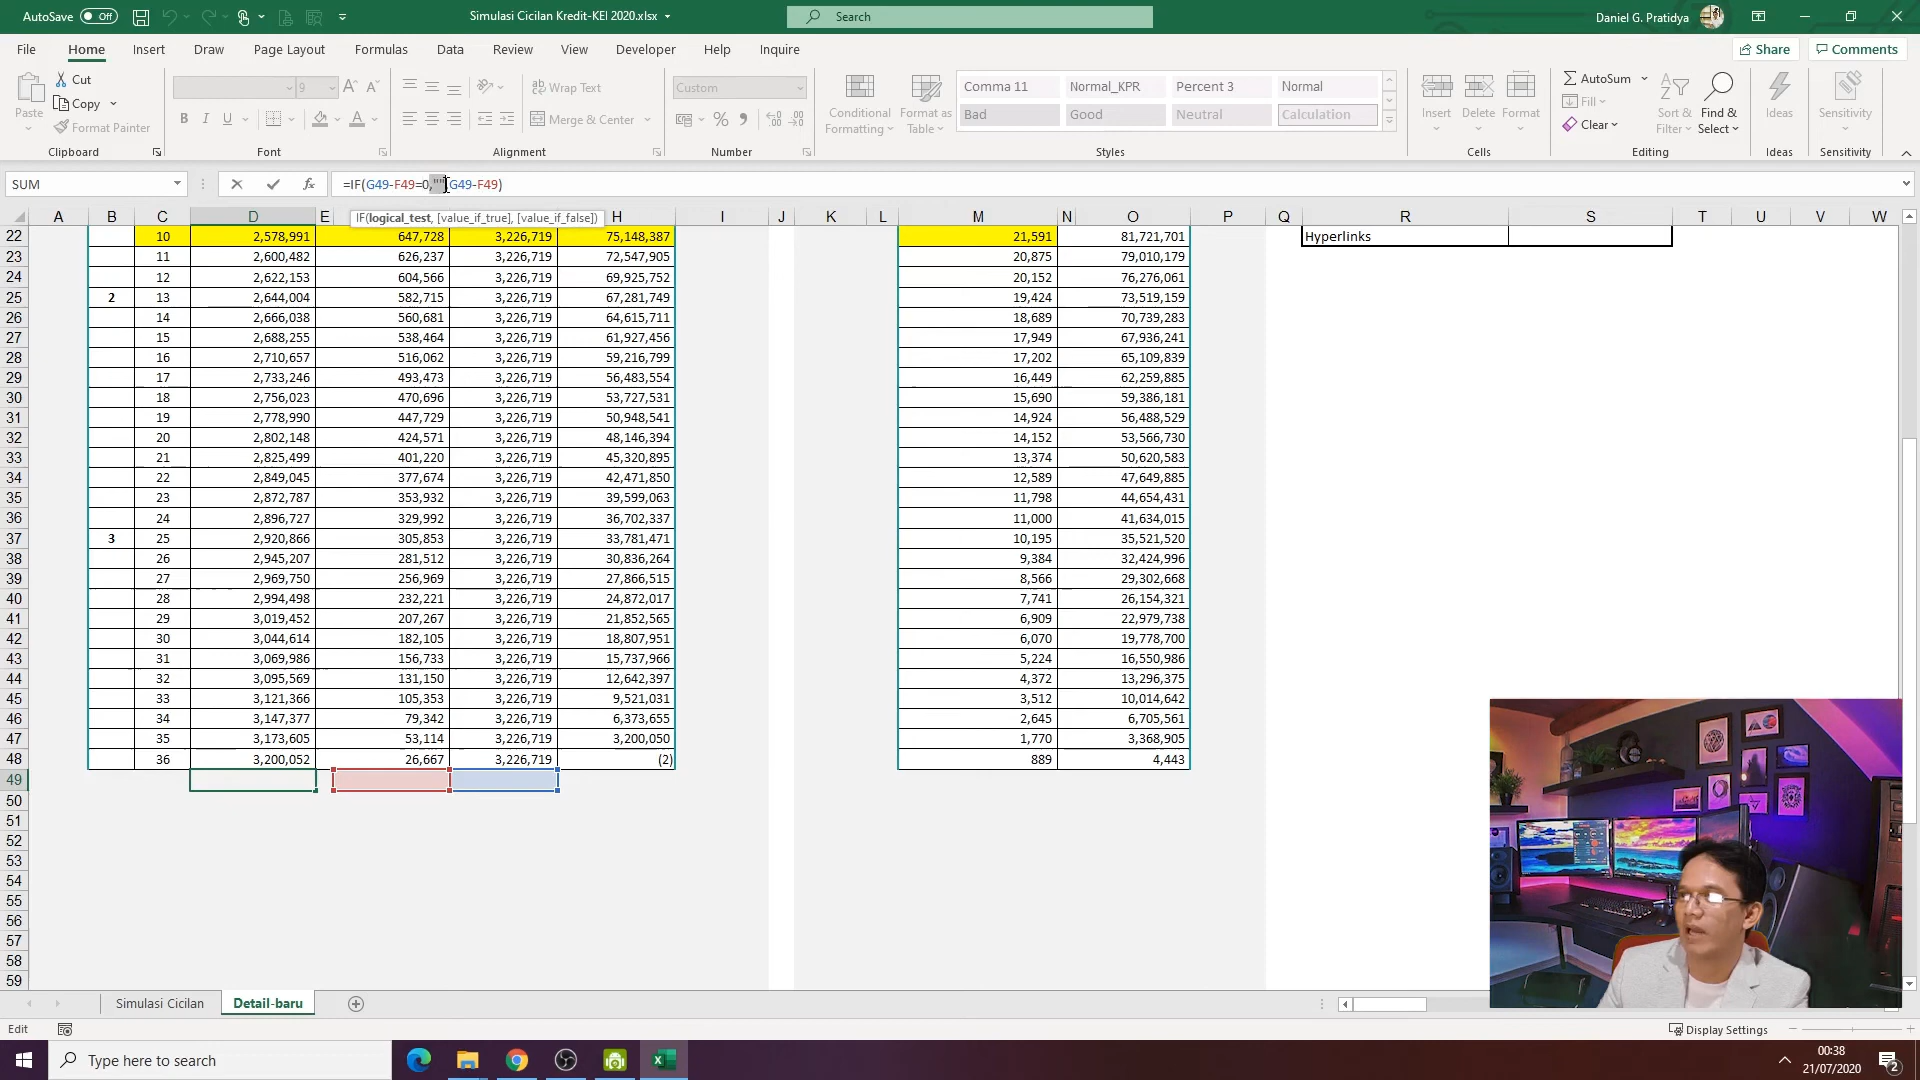 AutoSave Off Simulasi Cicilan Kredit-KEI 2020.xlsx Search Daniel G. Pratidya
File Home Insert Draw Page Layout Formulas Data Review View Developer Help Inquire Share Comments
Cut
Copy
Format Painter
Paste
Clipboard
9
Font
Wrap Text
Merge & Center
Alignment
Custom
Number
Conditional Formatting
Format as Table
Comma 11 Normal_KPR Percent 3 Normal
Bad Good Neutral Calculation
Styles
Insert Delete Format
Cells
AutoSum
Fill
Clear
Sort & Filter
Find & Select
Editing
Ideas
Ideas
Sensitivity
Sensitivity
SUM =IF(G49-F49=0,"",G49-F49)
IF(logical_test, [value_if_true], [value_if_false])
A B C D E H I J K L M N O P Q R S T U V W
22 10 2,578,991 647,728 3,226,719 75,148,387 21,591 81,721,701 Hyperlinks
23 11 2,600,482 626,237 3,226,719 72,547,905 20,875 79,010,179
24 12 2,622,153 604,566 3,226,719 69,925,752 20,152 76,276,061
25 2 13 2,644,004 582,715 3,226,719 67,281,749 19,424 73,519,159
26 14 2,666,038 560,681 3,226,719 64,615,711 18,689 70,739,283
27 15 2,688,255 538,464 3,226,719 61,927,456 17,949 67,936,241
28 16 2,710,657 516,062 3,226,719 59,216,799 17,202 65,109,839
29 17 2,733,246 493,473 3,226,719 56,483,554 16,449 62,259,885
30 18 2,756,023 470,696 3,226,719 53,727,531 15,690 59,386,181
31 19 2,778,990 447,729 3,226,719 50,948,541 14,924 56,488,529
32 20 2,802,148 424,571 3,226,719 48,146,394 14,152 53,566,730
33 21 2,825,499 401,220 3,226,719 45,320,895 13,374 50,620,583
34 22 2,849,045 377,674 3,226,719 42,471,850 12,589 47,649,885
35 23 2,872,787 353,932 3,226,719 39,599,063 11,798 44,654,431
36 24 2,896,727 329,992 3,226,719 36,702,337 11,000 41,634,015
37 3 25 2,920,866 305,853 3,226,719 33,781,471 10,195 35,521,520
38 26 2,945,207 281,512 3,226,719 30,836,264 9,384 32,424,996
39 27 2,969,750 256,969 3,226,719 27,866,515 8,566 29,302,668
40 28 2,994,498 232,221 3,226,719 24,872,017 7,741 26,154,321
41 29 3,019,452 207,267 3,226,719 21,852,565 6,909 22,979,738
42 30 3,044,614 182,105 3,226,719 18,807,951 6,070 19,778,700
43 31 3,069,986 156,733 3,226,719 15,737,966 5,224 16,550,986
44 32 3,095,569 131,150 3,226,719 12,642,397 4,372 13,296,375
45 33 3,121,366 105,353 3,226,719 9,521,031 3,512 10,014,642
46 34 3,147,377 79,342 3,226,719 6,373,655 2,645 6,705,561
47 35 3,173,605 53,114 3,226,719 3,200,050 1,770 3,368,905
48 36 3,200,052 26,667 3,226,719 (2) 889 4,443
49
50
51
52
53
54
55
56
57
58
59
Simulasi Cicilan Detail-baru
Edit Display Settings
Type here to search
00:38
21/07/2020
2